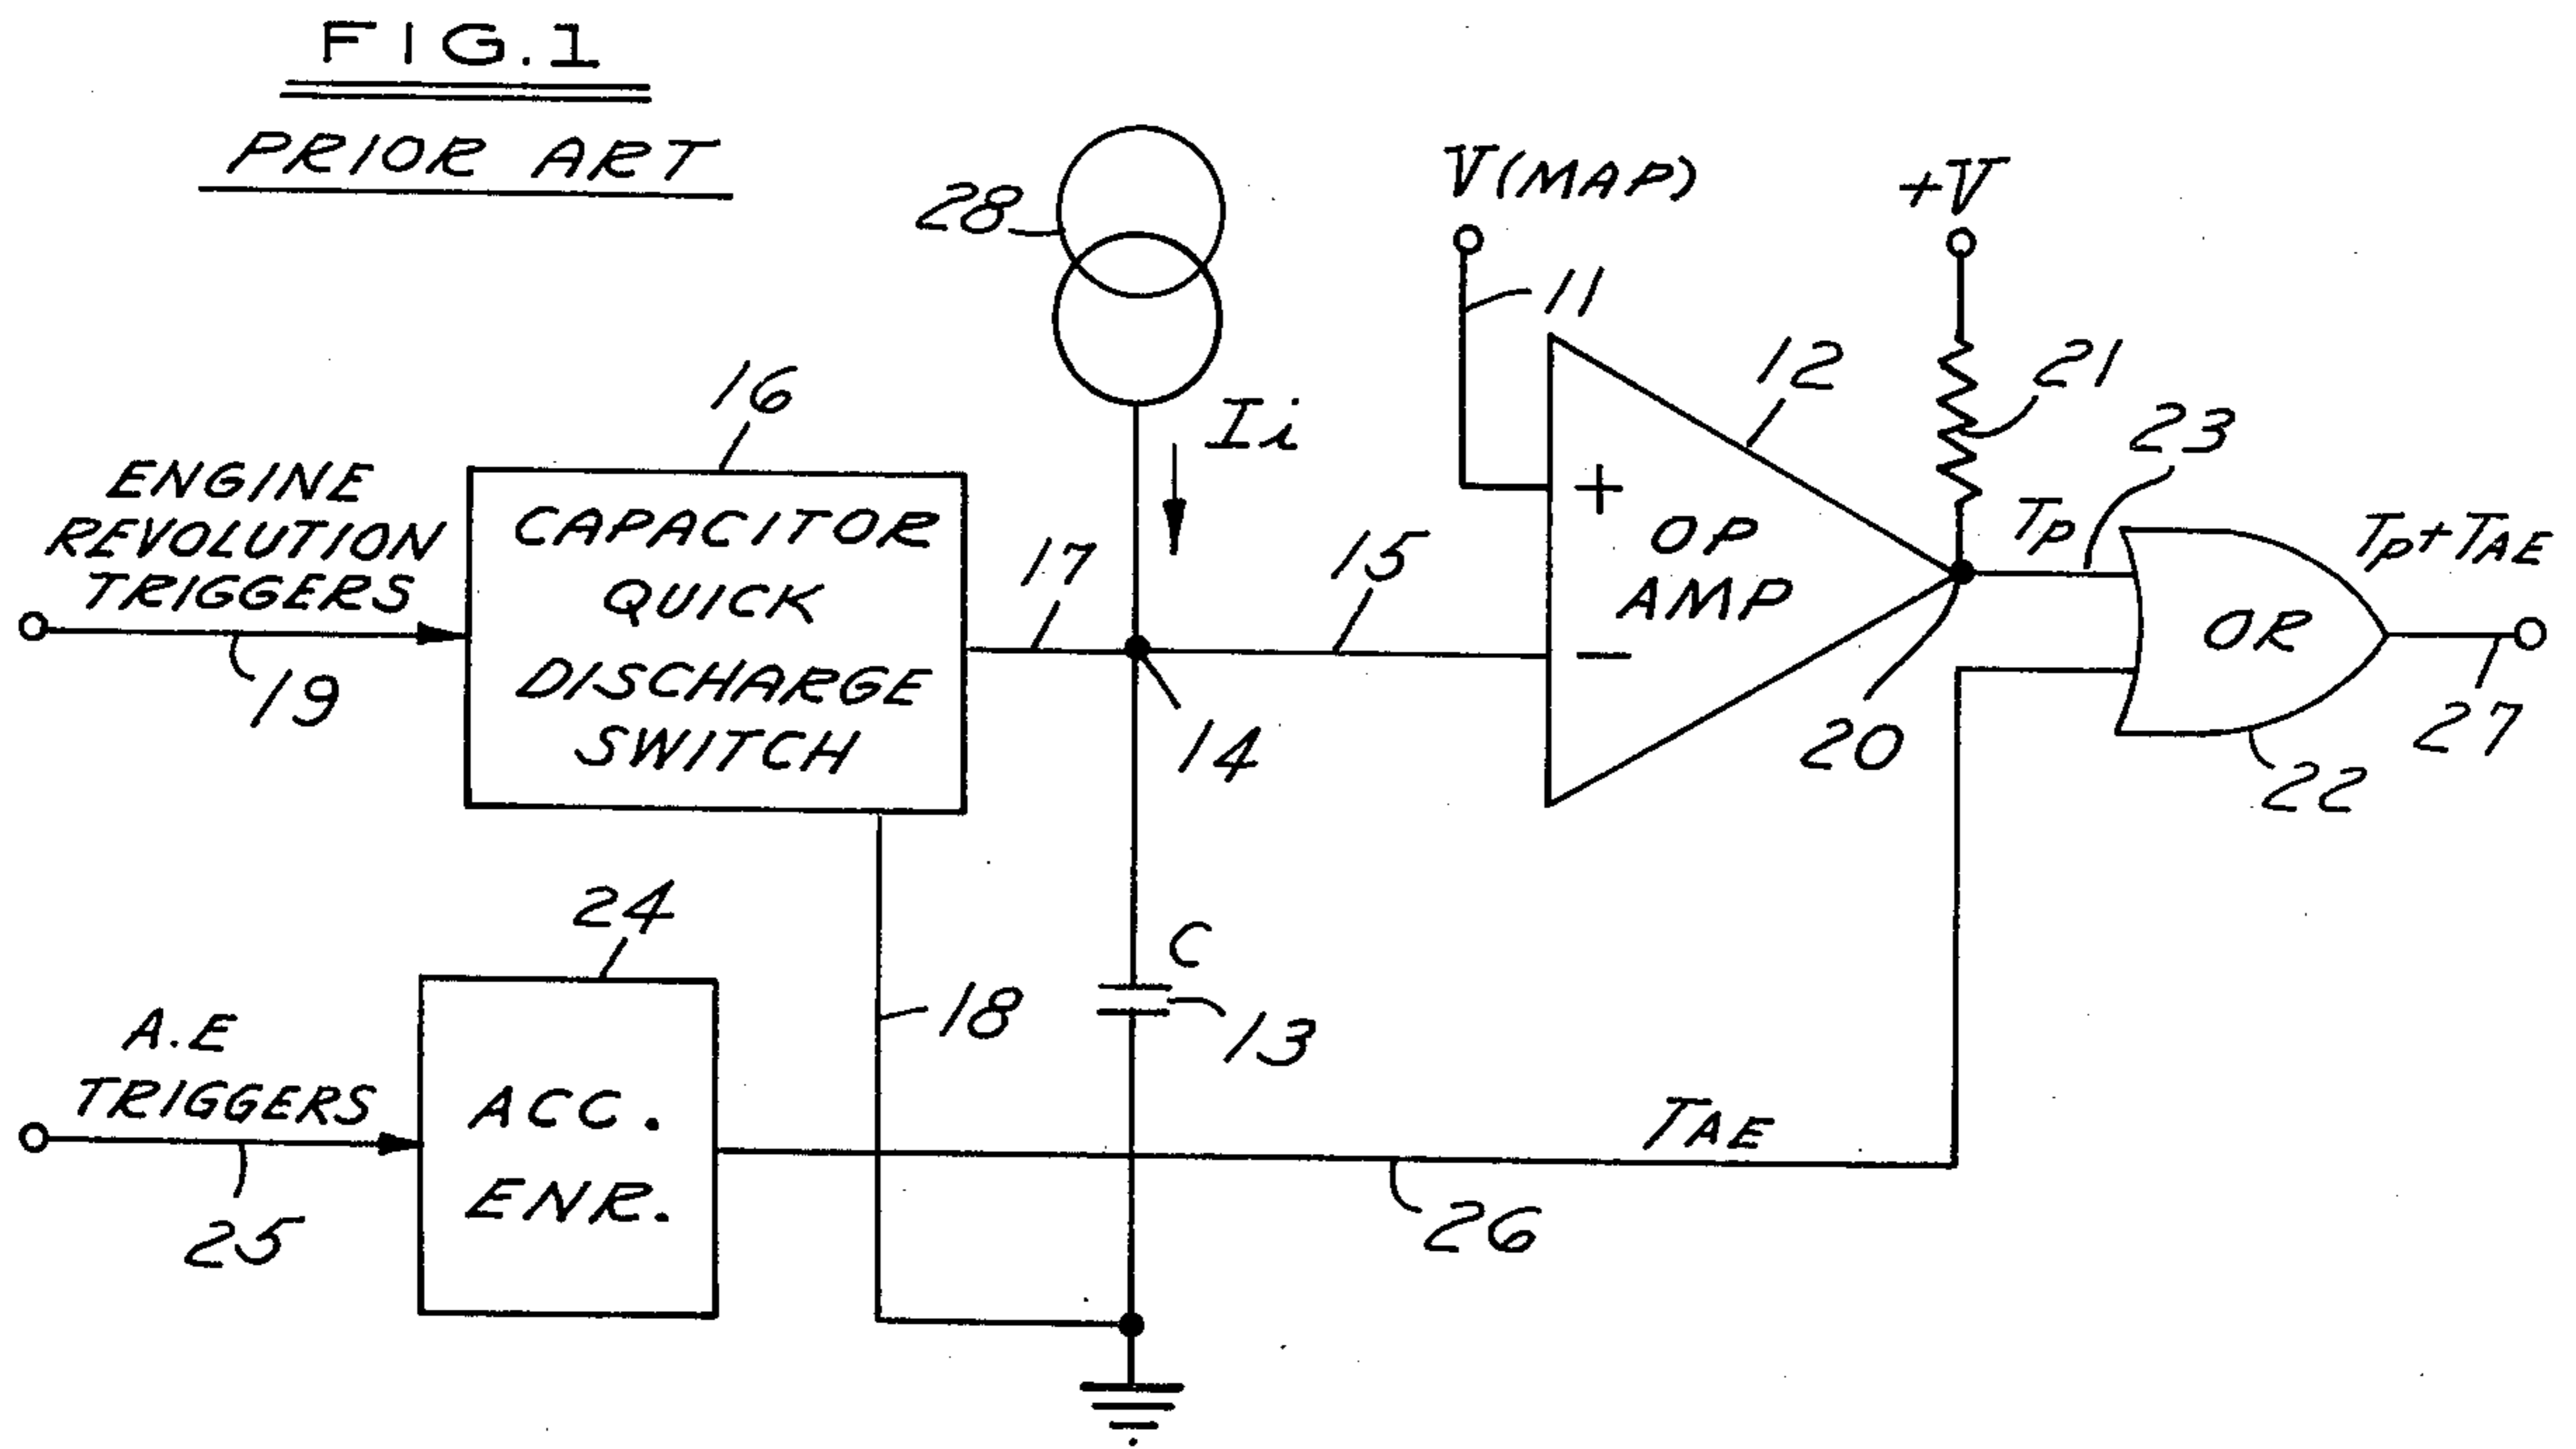 FIG.1
PRIOR ART
28
V(MAP)
+V
11
12
21
23
16
Ii
ENGINE
REVOLUTION
TRIGGERS
19
CAPACITOR
QUICK
DISCHARGE
SWITCH
17
15
14
+
OP
AMP
−
20
Tp
OR
Tp+TAE
27
22
24
18
C
13
A.E
TRIGGERS
25
ACC.
ENR.
TAE
26